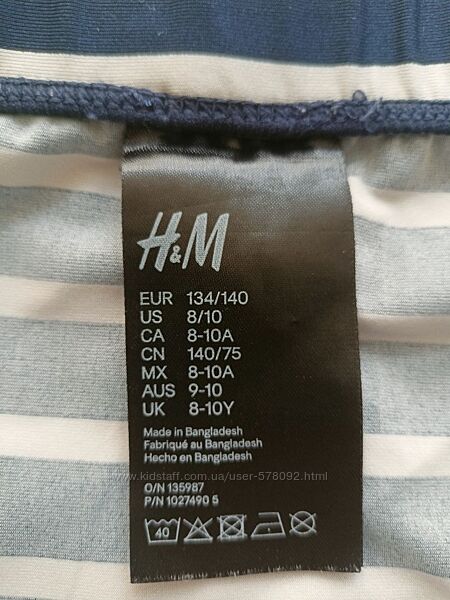 H&M
EUR 134/140
US 8/10
CA 8-10A
CN 140/75
MX 8-10A
AUS 9-10
UK 8-10Y
Made in Bangladesh
Fabriqué au Bangladesh
Hecho en Bangladesh
www.kidstaff.com.ua/user-578092.html
O/N 135987
P/N 1027490 5
40